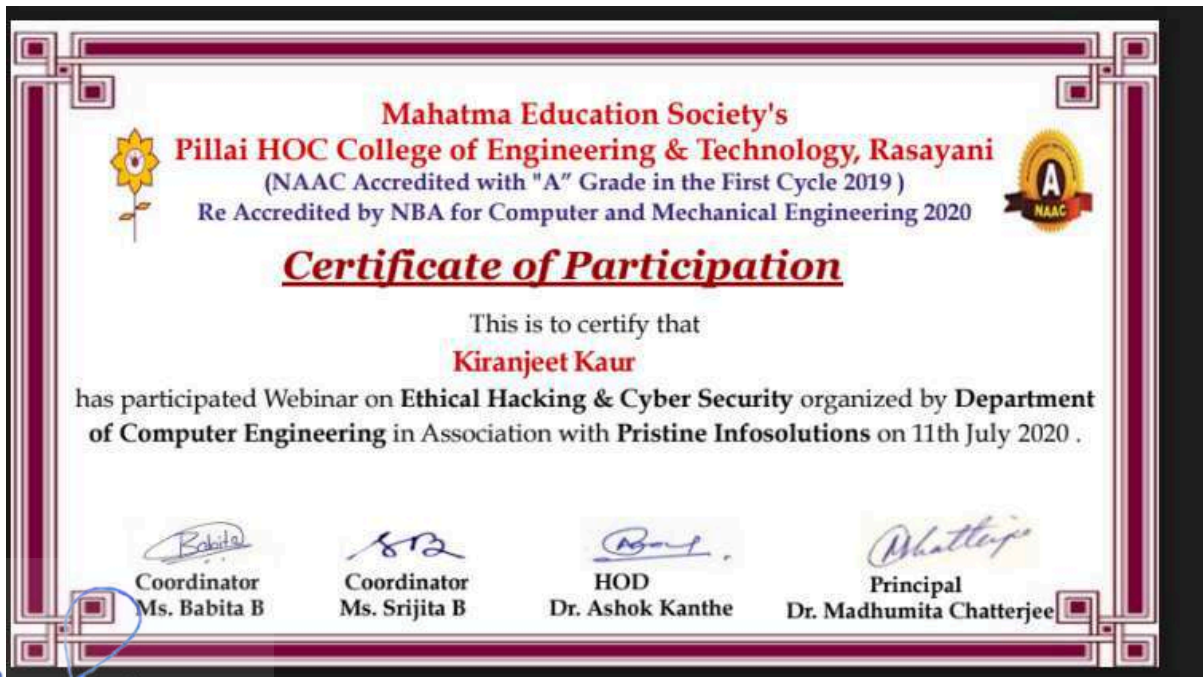 Mahatma Education Society's
Pillai HOC College of Engineering & Technology, Rasayani
(NAAC Accredited with "A” Grade in the First Cycle 2019 )
Re Accredited by NBA for Computer and Mechanical Engineering 2020
A
NAAC
Certificate of Participation
This is to certify that
Kiranjeet Kaur
has participated Webinar on Ethical Hacking & Cyber Security organized by Department
of Computer Engineering in Association with Pristine Infosolutions on 11th July 2020 .
Babita
Coordinator
Ms. Babita B
SB
Coordinator
Ms. Srijita B
HOD
Dr. Ashok Kanthe
Principal
Dr. Madhumita Chatterjee